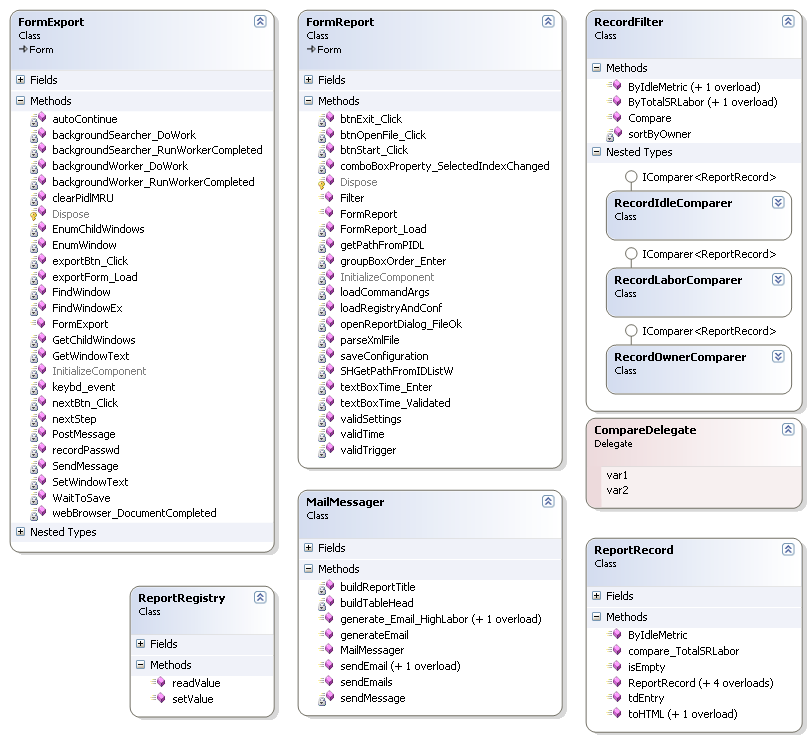 FormExport
Class
Form
Fields
Methods
autoContinue
backgroundSearcher_DoWork
backgroundSearcher_RunWorkerCompleted
backgroundWorker_DoWork
backgroundWorker_RunWorkerCompleted
clearPidlMRU
Dispose
EnumChildWindows
EnumWindow
exportBtn_Click
exportForm_Load
FindWindow
FindWindowEx
FormExport
GetChildWindows
GetWindowText
InitializeComponent
keybd_event
nextBtn_Click
nextStep
PostMessage
recordPasswd
SendMessage
SetWindowText
WaitToSave
webBrowser_DocumentCompleted
Nested Types
ReportRegistry
Class
Fields
Methods
readValue
setValue
FormReport
Class
Form
Fields
Methods
btnExit_Click
btnOpenFile_Click
btnStart_Click
comboBoxProperty_SelectedIndexChanged
Dispose
Filter
FormReport
FormReport_Load
getPathFromPIDL
groupBoxOrder_Enter
InitializeComponent
loadCommandArgs
loadRegistryAndConf
openReportDialog_FileOk
parseXmlFile
saveConfiguration
SHGetPathFromIDListW
textBoxTime_Enter
textBoxTime_Validated
validSettings
validTime
validTrigger
MailMessager
Class
Fields
Methods
buildReportTitle
buildTableHead
generate_Email_HighLabor (+ 1 overload)
generateEmail
MailMessager
sendEmail (+ 1 overload)
sendEmails
sendMessage
RecordFilter
Class
Methods
ByIdleMetric (+ 1 overload)
ByTotalSRLabor (+ 1 overload)
Compare
sortByOwner
Nested Types
IComparer<ReportRecord>
RecordIdleComparer
Class
IComparer<ReportRecord>
RecordLaborComparer
Class
IComparer<ReportRecord>
RecordOwnerComparer
Class
CompareDelegate
Delegate
var1
var2
ReportRecord
Class
Fields
Methods
ByIdleMetric
compare_TotalSRLabor
isEmpty
ReportRecord (+ 4 overloads)
tdEntry
toHTML (+ 1 overload)